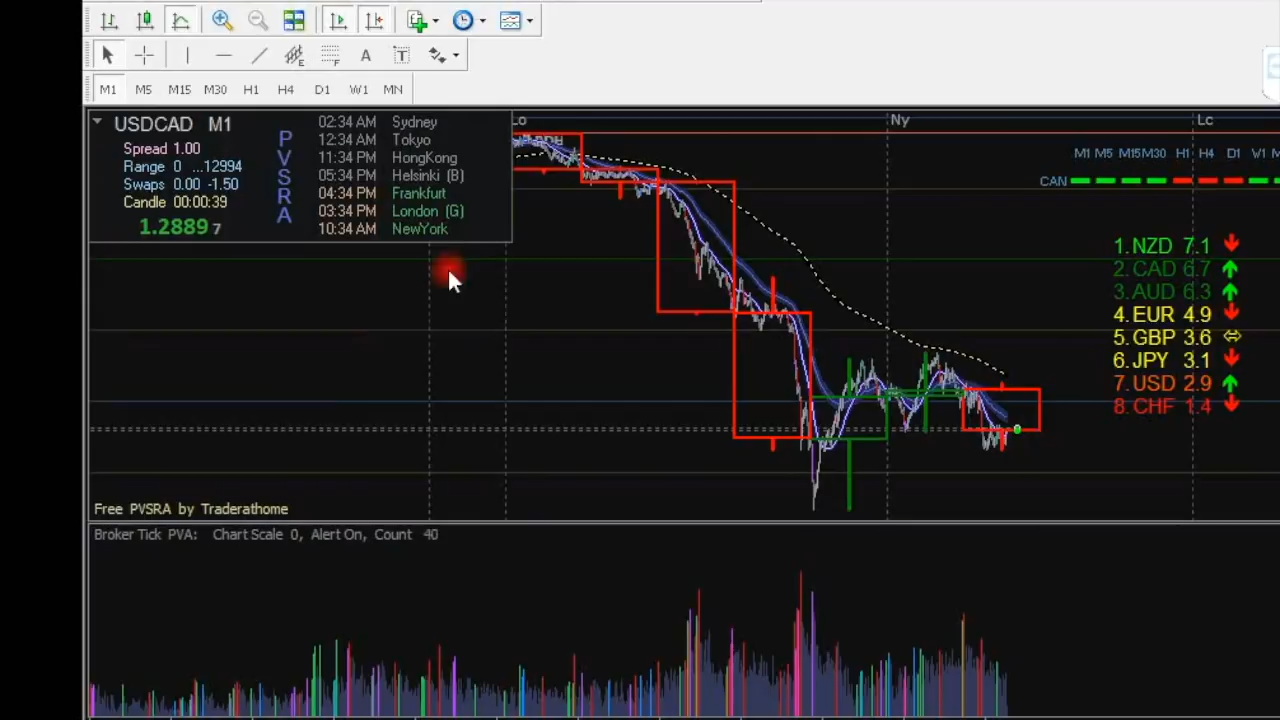 E
F
A
T
M1 M5 M15 M30 H1 H4 D1 W1 MN
USDCAD M1
Spread 1.00
Range 0 ...12994
Swaps 0.00 -1.50
Candle 00:00:39
1.28897
P
V
S
R
A
02:34 AM Sydney
12:34 AM Tokyo
11:34 PM HongKong
05:34 PM Helsinki (B)
04:34 PM Frankfurt
03:34 PM London (G)
10:34 AM NewYork
Lo
Ny
Lc
M1 M5 M15 M30 H1 H4 D1 W1
CAN
1.NZD 7.1
2.CAD 6.7
3.AUD 6.3
4.EUR 4.9
5.GBP 3.6
6.JPY 3.1
7.USD 2.9
8.CHF 1.4
Free PVSRA by Traderathome
Broker Tick PVA: Chart Scale 0, Alert On, Count 40